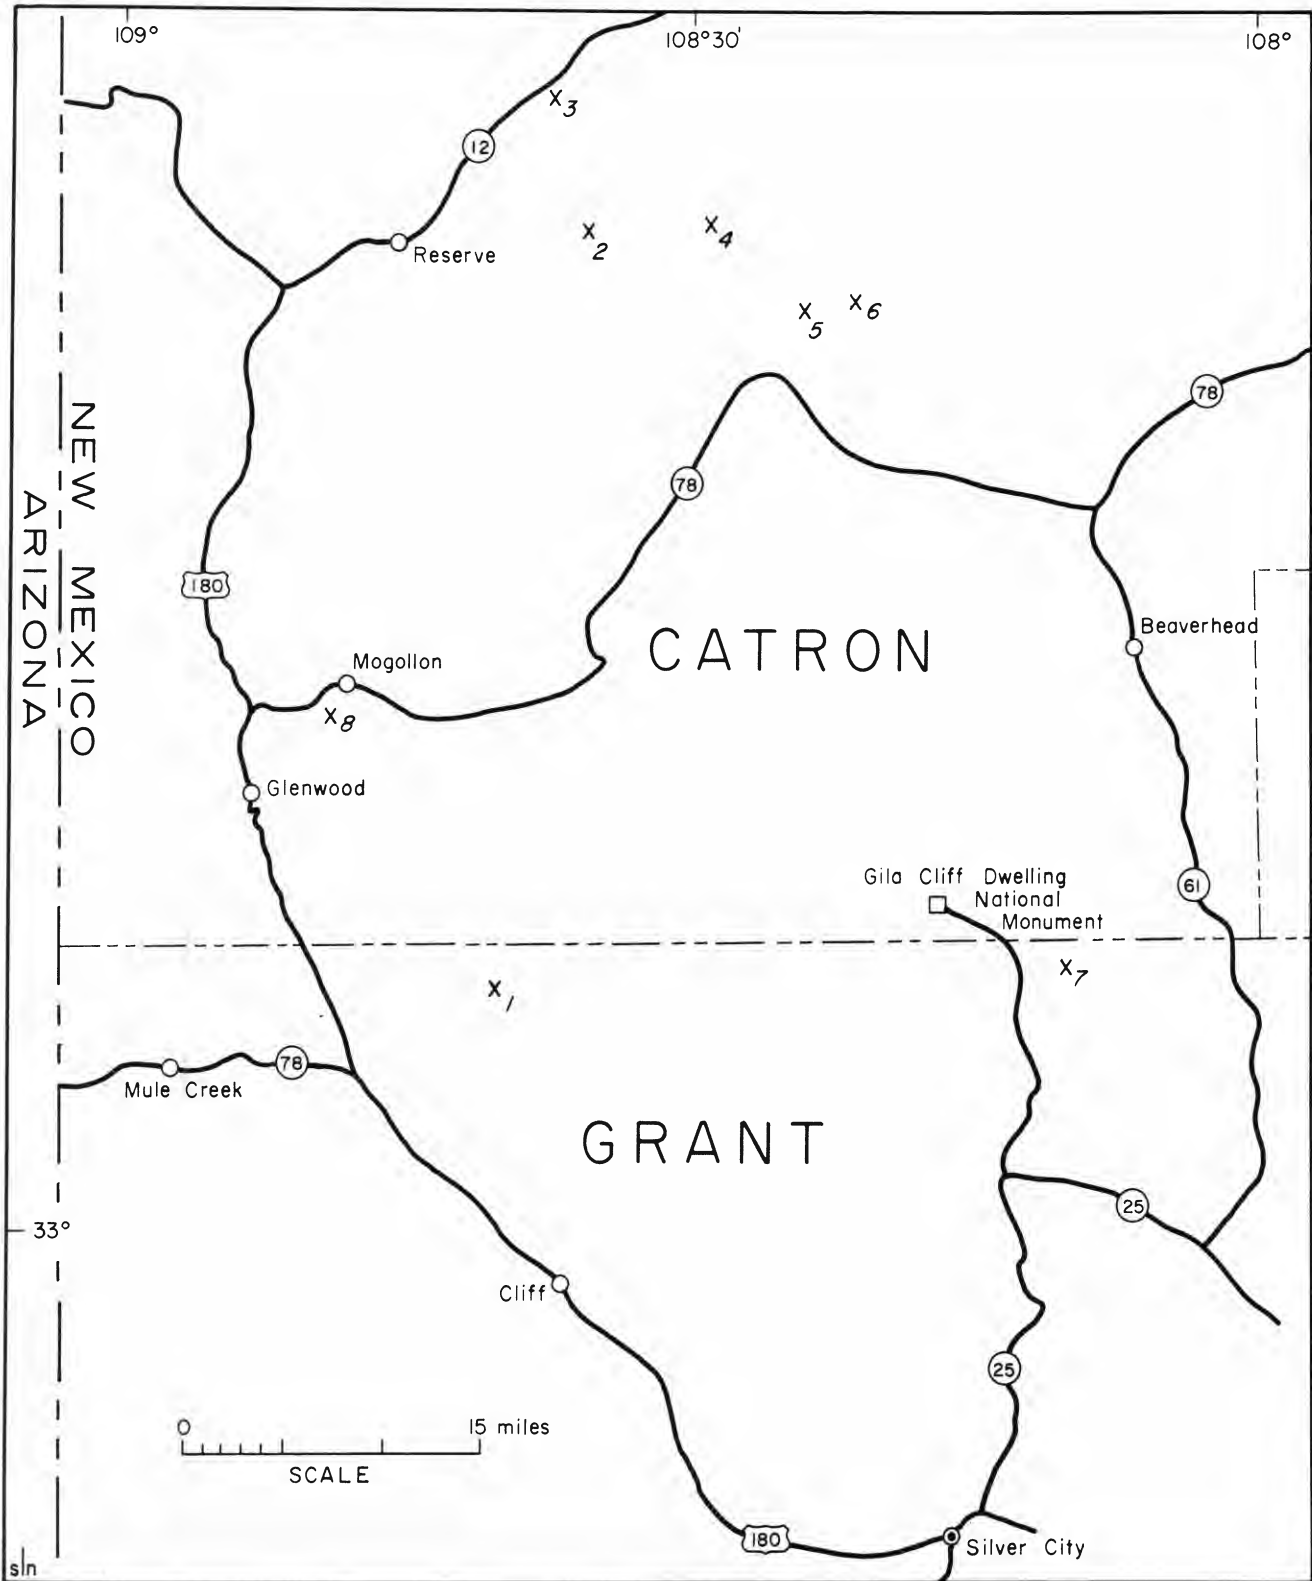 109°
108°30'
108°
x3
12
x2
x4
Reserve
x5
x6
78
NEW MEXICO
ARIZONA
78
180
CATRON
Beaverhead
Mogollon
x8
Glenwood
Gila Cliff Dwelling
National
Monument
61
x7
x1
78
Mule Creek
GRANT
25
33°
Cliff
25
0
15 miles
SCALE
180
Silver City
sln